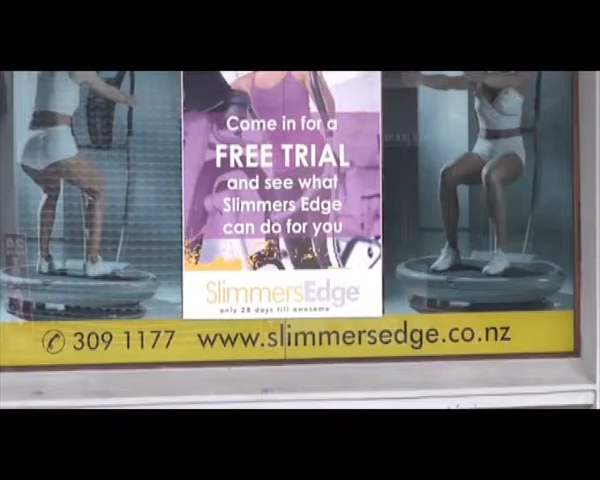 Come in for a
FREE TRIAL
and see what
Slimmers Edge
can do for you
SlimmersEdge
only 28 days till awesome
309 1177 www.slimmersedge.co.nz